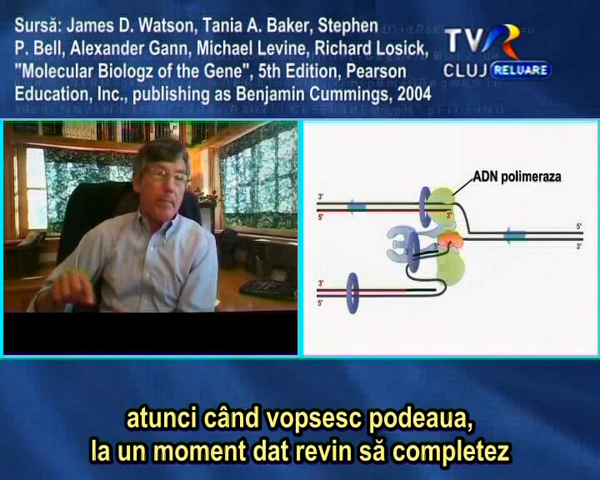 Sursă: James D. Watson, Tania A. Baker, Stephen
P. Bell, Alexander Gann, Michael Levine, Richard Losick,
"Molecular Biologz of the Gene", 5th Edition, Pearson
Education, Inc., publishing as Benjamin Cummings, 2004
TVR
CLUJ RELUARE
ADN polimeraza
3'
5'
3'
5'
3'
3'
5'
atunci când vopsesc podeaua,
la un moment dat revin să completez